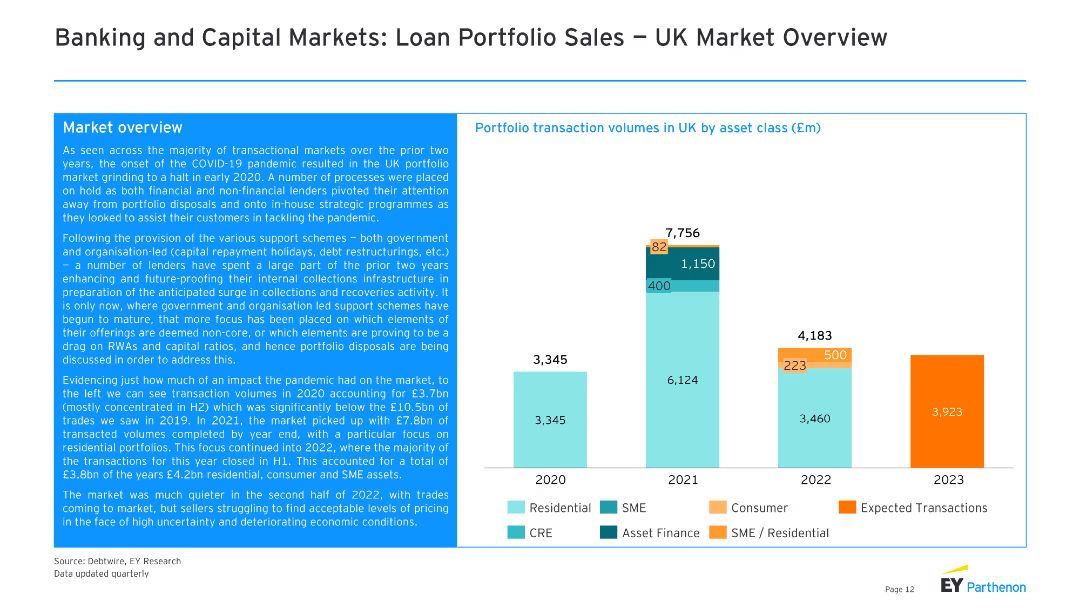 Banking and Capital Markets: Loan Portfolio Sales – UK Market Overview
Market overview
As seen across the majority of transactional markets over the prior two
years, the onset of the COVID-19 pandemic resulted in the UK portfolio
market grinding to a halt in early 2020. A number of processes were placed
on hold as both financial and non-financial lenders pivoted their attention
away from portfolio disposals and onto in-house strategic programmes as
they looked to assist their customers in tackling the pandemic.
Following the provision of the various support schemes – both government
and organisation-led (capital repayment holidays, debt restructurings, etc.)
– a number of lenders have spent a large part of the prior two years
enhancing and future-proofing their internal collections infrastructure in
preparation of the anticipated surge in collections and recoveries activity. It
is only now, where government and organisation led support schemes have
begun to mature, that more focus has been placed on which elements of
their offerings are deemed non-core, or which elements are proving to be a
drag on RWAs and capital ratios, and hence portfolio disposals are being
discussed in order to address this.
Evidencing just how much of an impact the pandemic had on the market, to
the left we can see transaction volumes in 2020 accounting for £3.7bn
(mostly concentrated in H2) which was significantly below the £10.5bn of
trades we saw in 2019. In 2021, the market picked up with £7.8bn of
transacted volumes completed by year end, with a particular focus on
residential portfolios. This focus continued into 2022, where the majority of
the transactions for this year closed in H1. This accounted for a total of
£3.8bn of the years £4.2bn residential, consumer and SME assets.
The market was much quieter in the second half of 2022, with trades
coming to market, but sellers struggling to find acceptable levels of pricing
in the face of high uncertainty and deteriorating economic conditions.
Portfolio transaction volumes in UK by asset class (£m)
7,756
82
1,150
400
4,183
500
223
3,345
6,124
3,923
3,345
3,460
2020 2021 2022 2023
Residential SME Consumer Expected Transactions
CRE Asset Finance SME / Residential
Source: Debtwire, EY Research
Data updated quarterly
Page 12
EY Parthenon